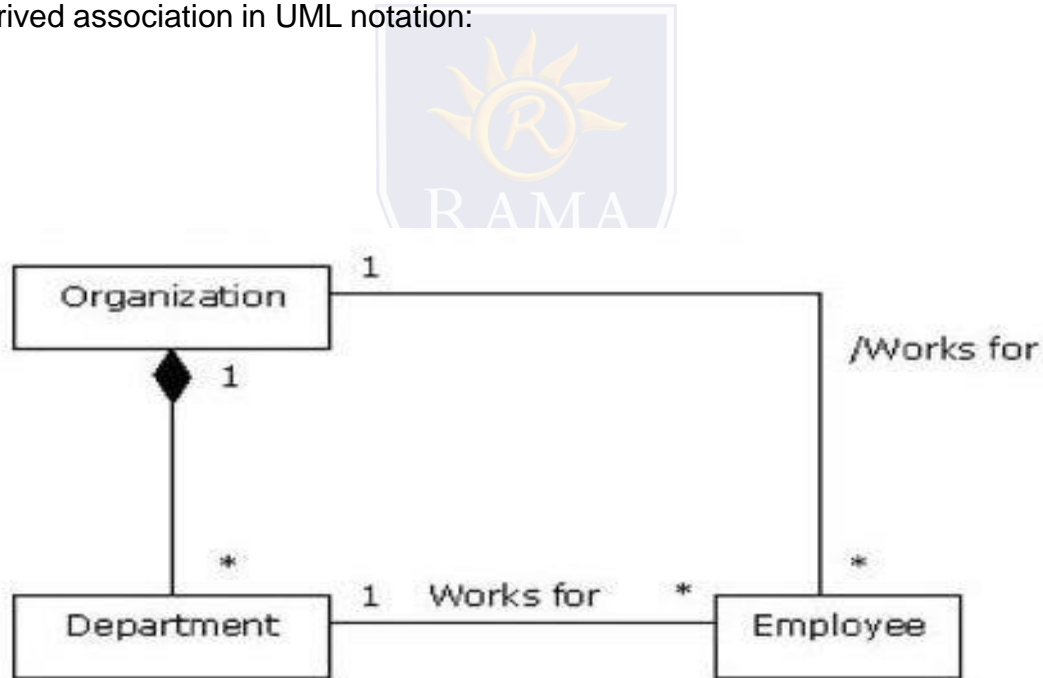 rived association in UML notation:
R
RAMA
1
Organization
/Works for
1
*
*
1 Works for *
Department
Employee